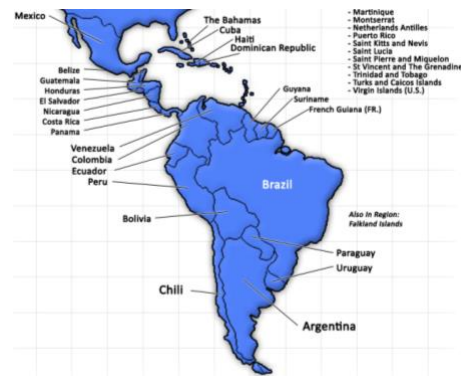 Mexico
The Bahamas
Cuba
Haiti
Dominican Republic
- Martinique
- Montserrat
- Netherlands Antilles
- Puerto Rico
- Saint Kitts and Nevis
- Saint Lucia
- Saint Pierre and Miquelon
- St Vincent and The Grenadine
- Trinidad and Tobago
- Turks and Caicos Islands
- Virgin Islands (U.S.)
Belize
Guatemala
Honduras
El Salvador
Nicaragua
Costa Rica
Panama
Guyana
Suriname
French Guiana (FR.)
Venezuela
Colombia
Ecuador
Peru
Brazil
Bolivia
Also in Region:
Falkland Islands
Paraguay
Uruguay
Chili
Argentina